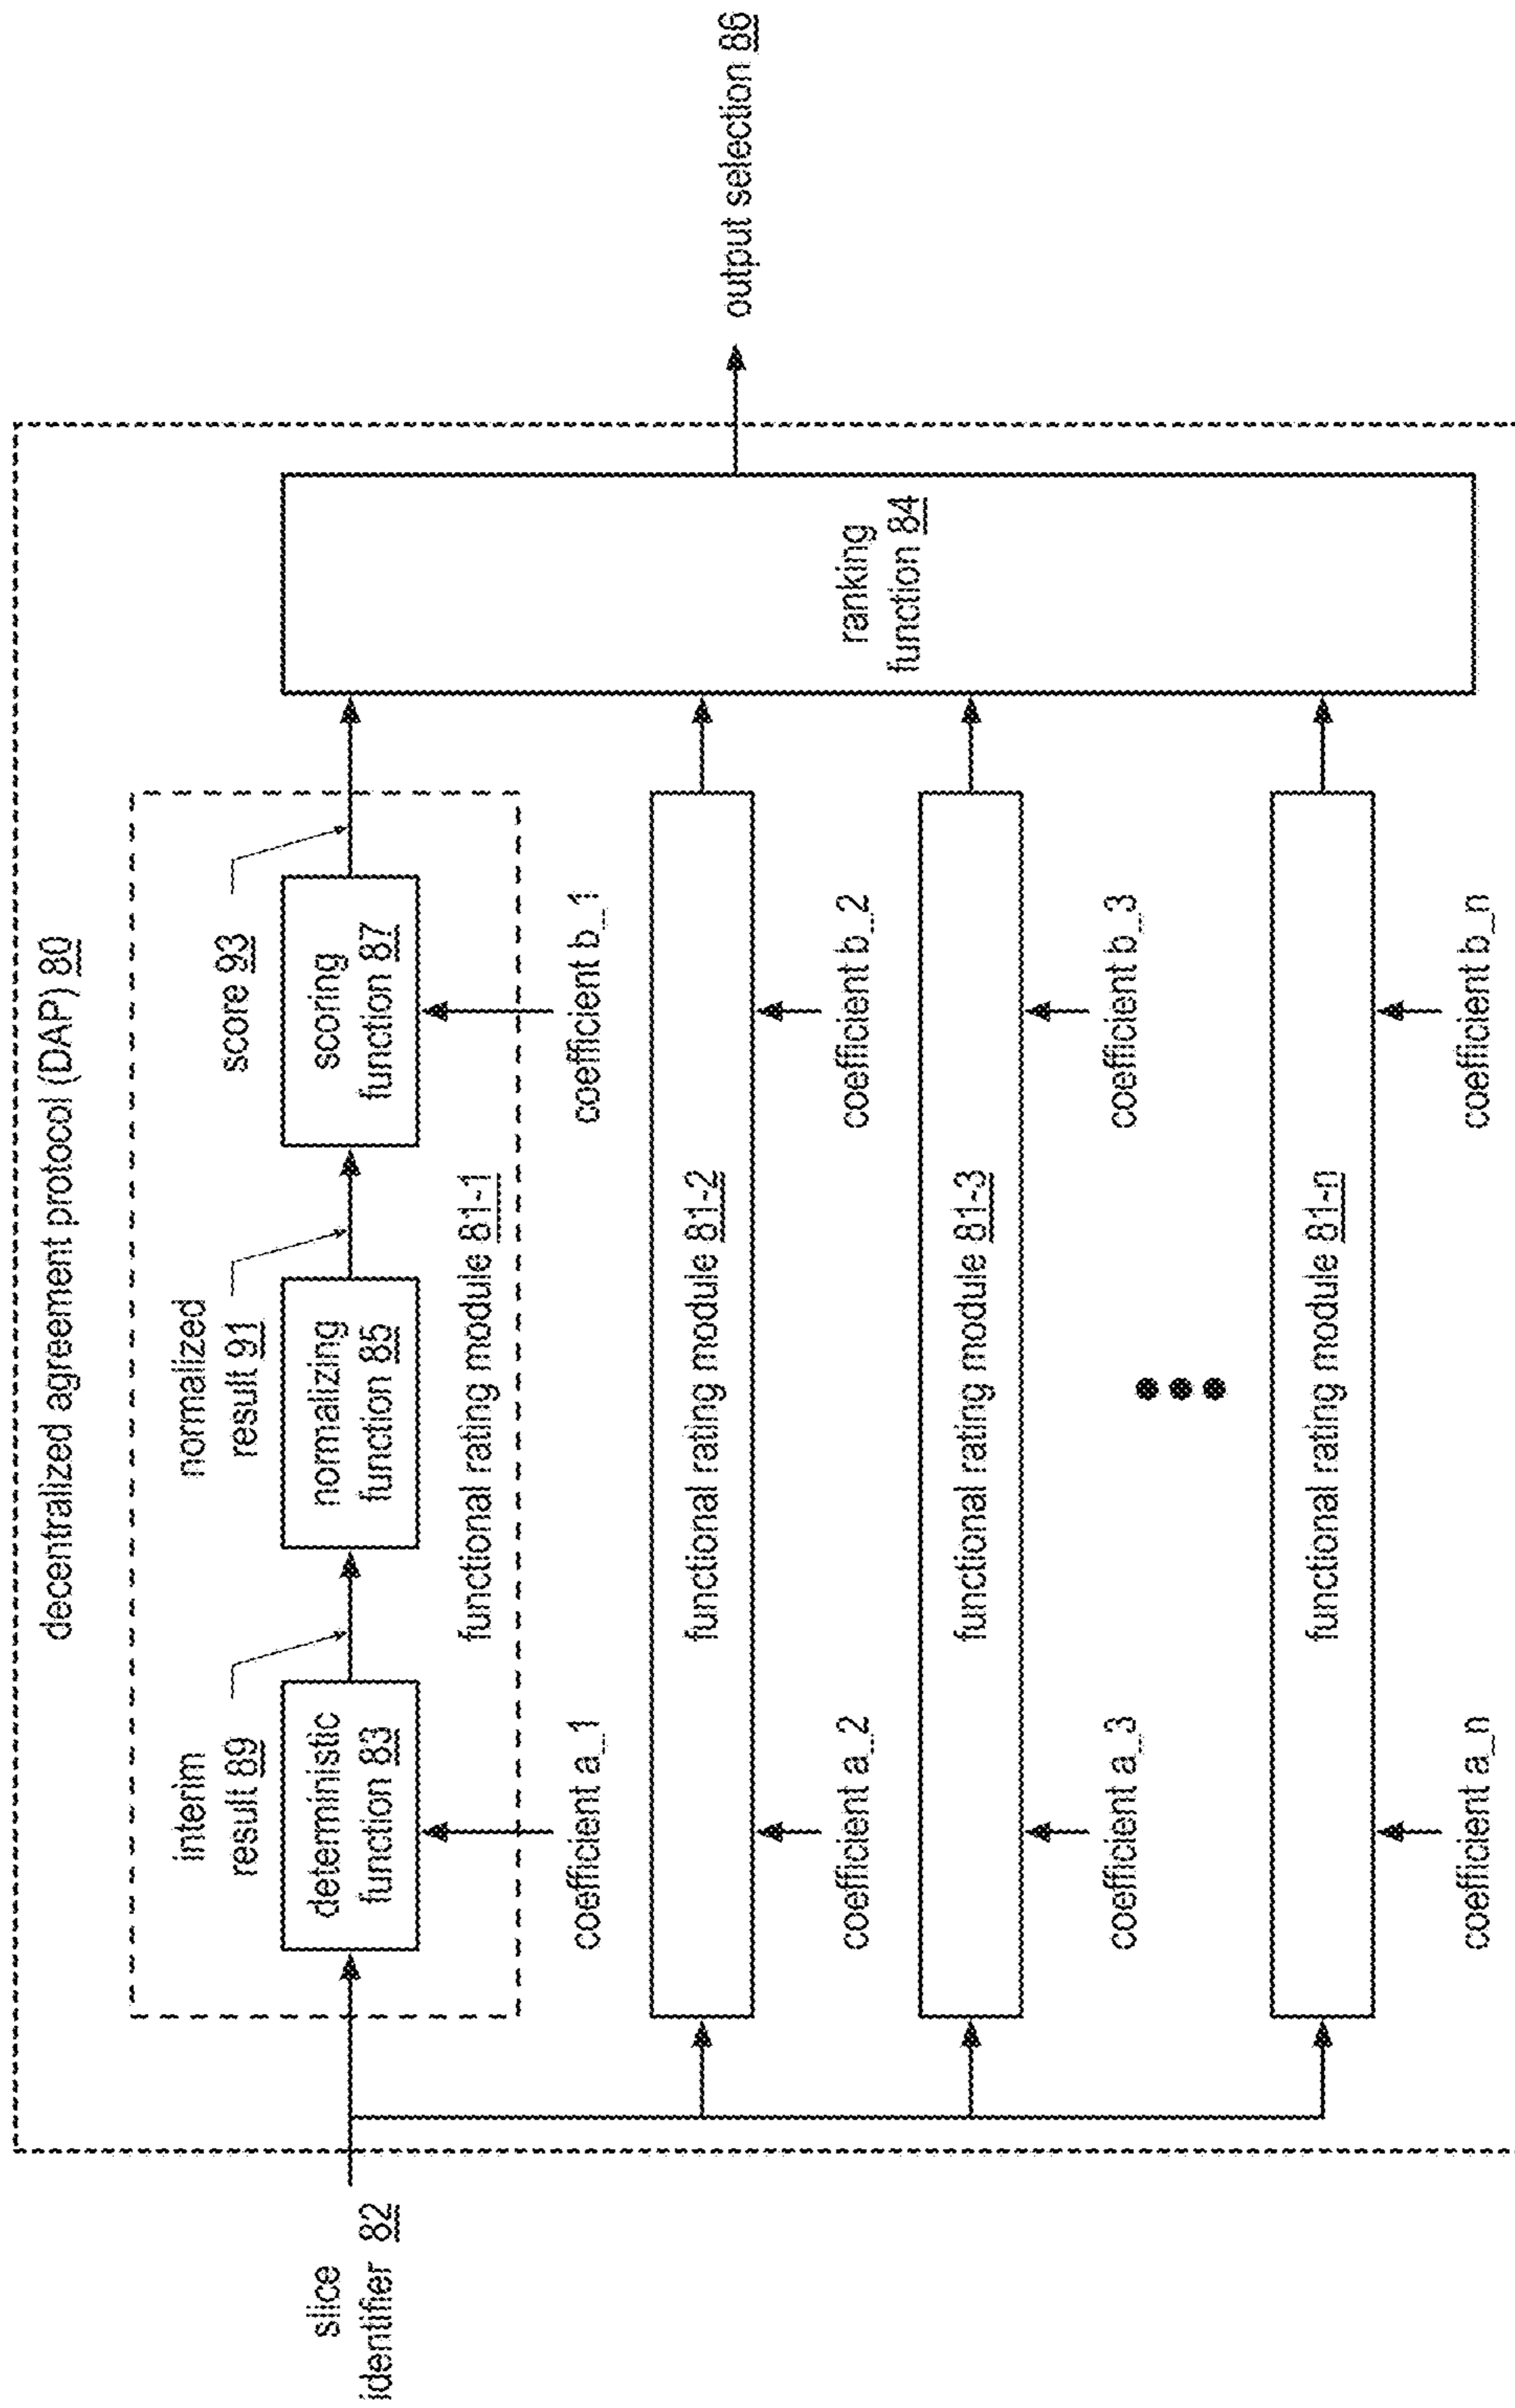 decentralized agreement protocol (DAP) 80
slice
identifier 82
interim
result 89
normalized
result 91
score 93
deterministic
function 83
normalizing
function 85
scoring
function 87
functional rating module 81-1
coefficient a_1
coefficient b_1
functional rating module 81-2
coefficient a_2
coefficient b_2
functional rating module 81-3
coefficient a_3
coefficient b_3
functional rating module 81-n
coefficient a_n
coefficient b_n
ranking
function 84
output selection 86